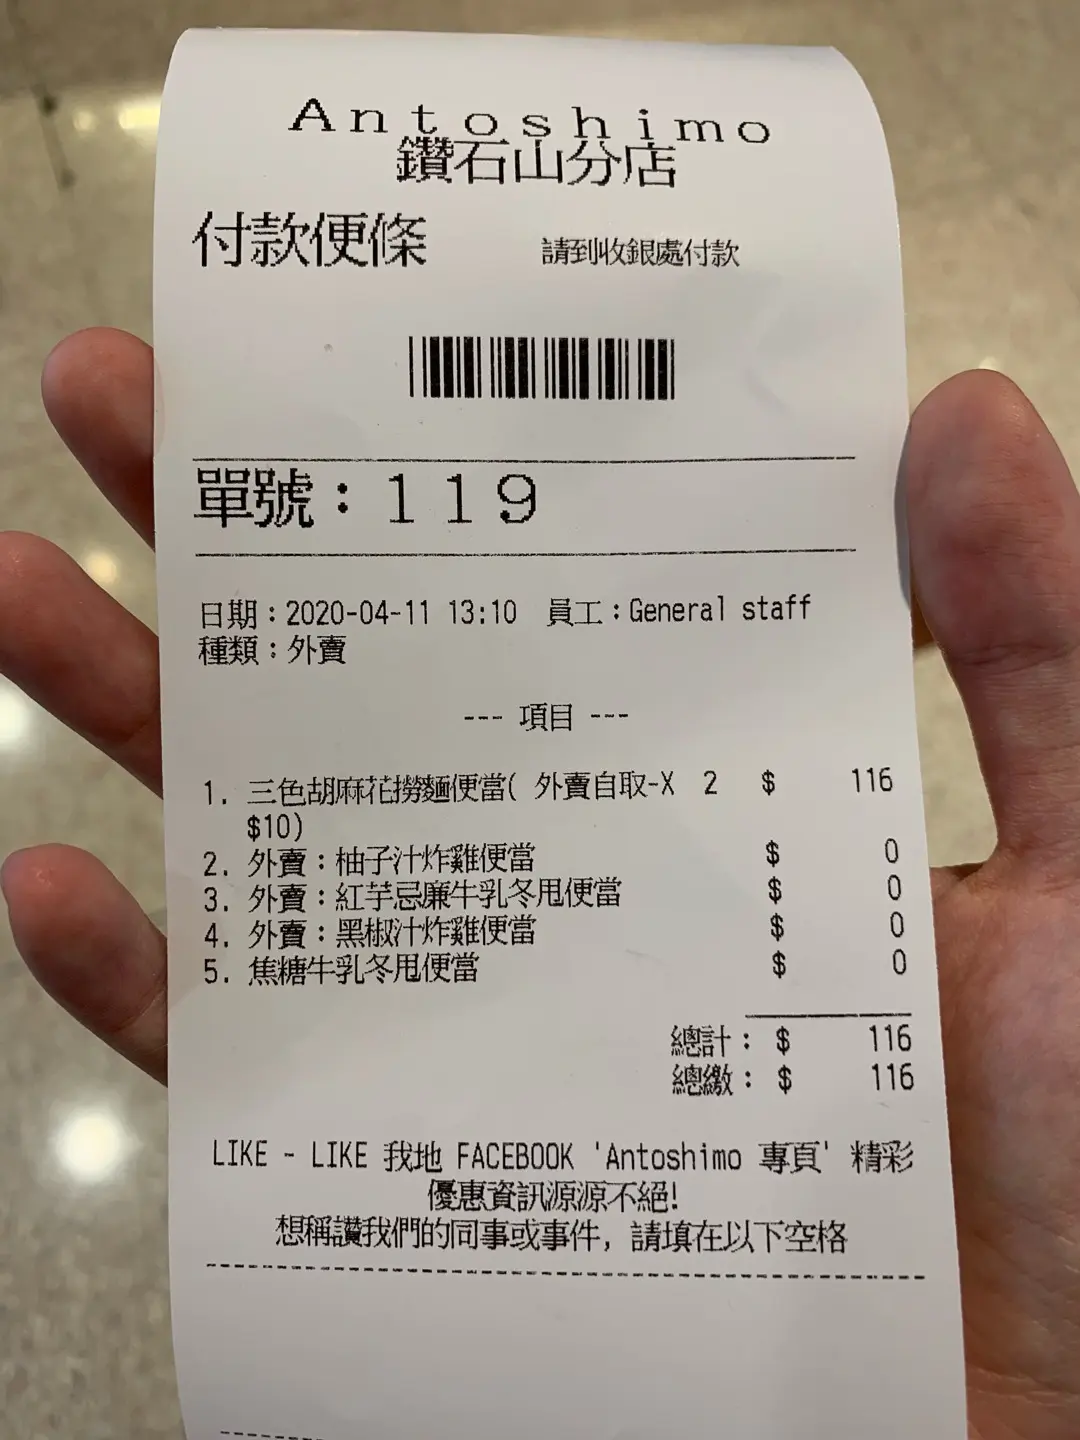 Antoshimo
鑽石山分店
付款便條 請到收銀處付款
單號：119
日期：2020-04-11 13:10 員工：General staff
種類：外賣
--- 項目 ---
1. 三色胡麻花撈麵便當( 外賣自取-X 2 $ 116
$10)
2. 外賣：柚子汁炸雞便當 $ 0
3. 外賣：紅芋忌廉牛乳冬甩便當 $ 0
4. 外賣：黑椒汁炸雞便當 $ 0
5. 焦糖牛乳冬甩便當 $ 0
總計： $ 116
總繳： $ 116
LIKE - LIKE 我地 FACEBOOK 'Antoshimo 專頁' 精彩
優惠資訊源源不絕!
想稱讚我們的同事或事件, 請填在以下空格